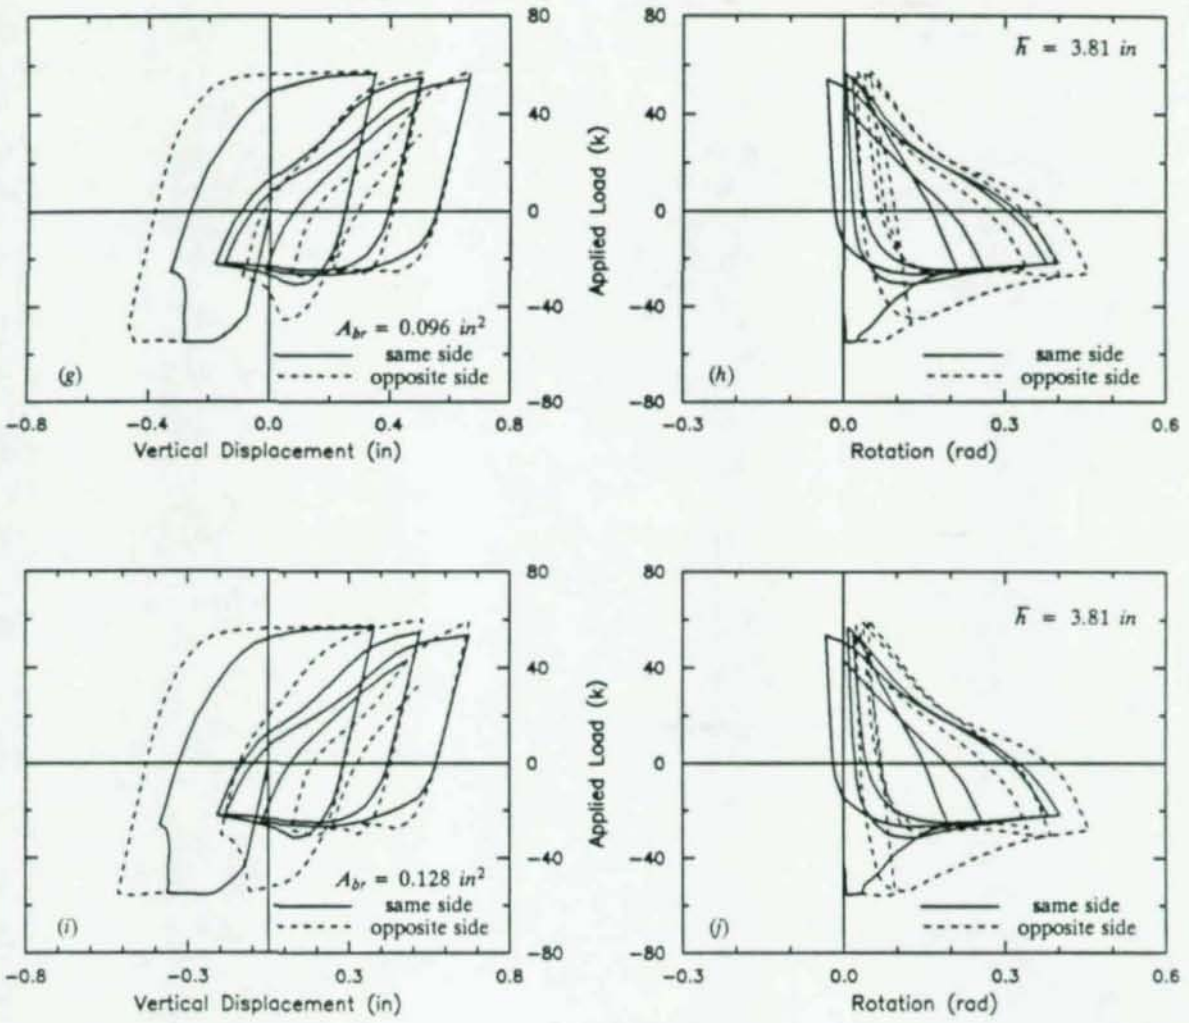 80
40
0
-40
-80
Applied Load (k)
A_br = 0.096 in²
same side
opposite side
(g)
-0.8
-0.4
0.0
0.4
0.8
Vertical Displacement (in)
h̄ = 3.81 in
same side
opposite side
(h)
-80
-0.3
0.0
0.3
0.6
Rotation (rad)
80
40
0
-40
-80
Applied Load (k)
A_br = 0.128 in²
same side
opposite side
(i)
-0.8
-0.3
0.3
0.8
Vertical Displacement (in)
80
40
0
-40
-80
h̄ = 3.81 in
same side
opposite side
(j)
-0.3
0.0
0.3
0.6
Rotation (rad)